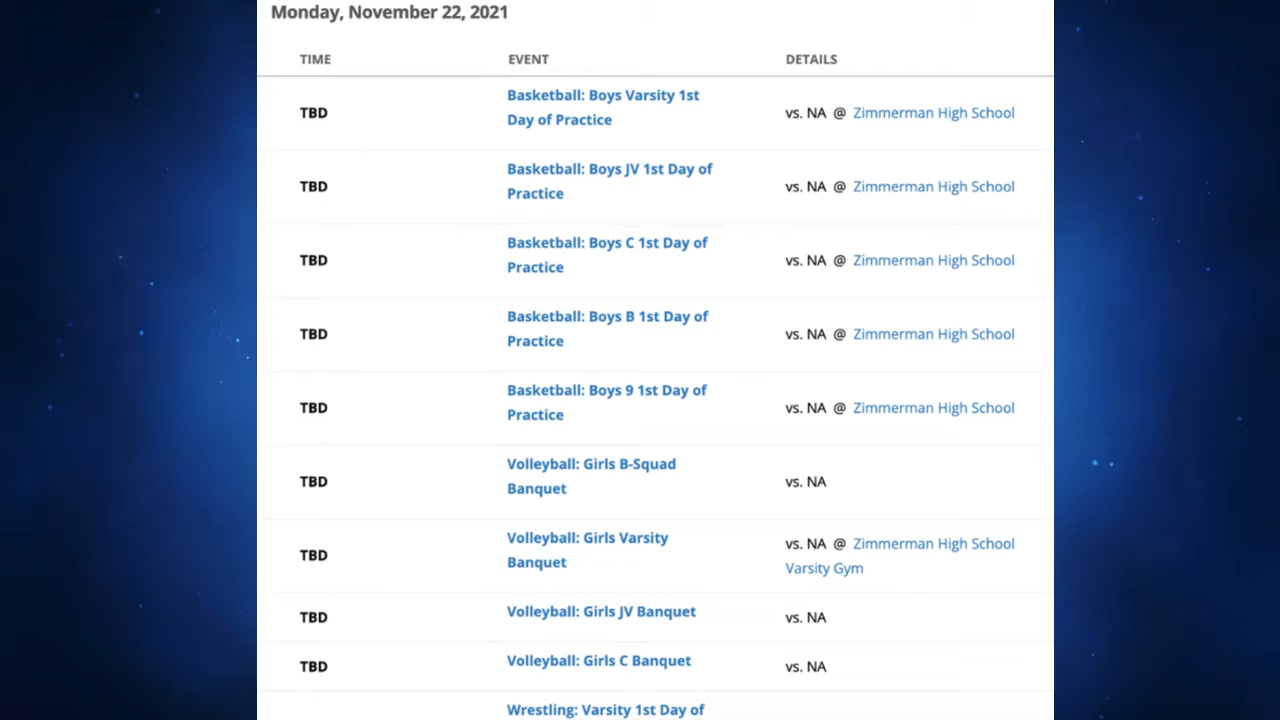 Monday, November 22, 2021
TIME EVENT DETAILS
Basketball: Boys Varsity 1st
TBD vs. NA @ Zimmerman High School
Day of Practice
Basketball: Boys JV 1st Day of
TBD vs. NA @ Zimmerman High School
Practice
Basketball: Boys C 1st Day of
TBD vs. NA @ Zimmerman High School
Practice
Basketball: Boys B 1st Day of
TBD vs. NA @ Zimmerman High School
Practice
Basketball: Boys 9 1st Day of
TBD vs. NA @ Zimmerman High School
Practice
Volleyball: Girls B-Squad
TBD vs. NA
Banquet
Volleyball: Girls Varsity
vs. NA @ Zimmerman High School
TBD
Banquet
Varsity Gym
Volleyball: Girls JV Banquet
TBD vs. NA
Volleyball: Girls C Banquet
TBD vs. NA
Wrestling: Varsity 1st Day of